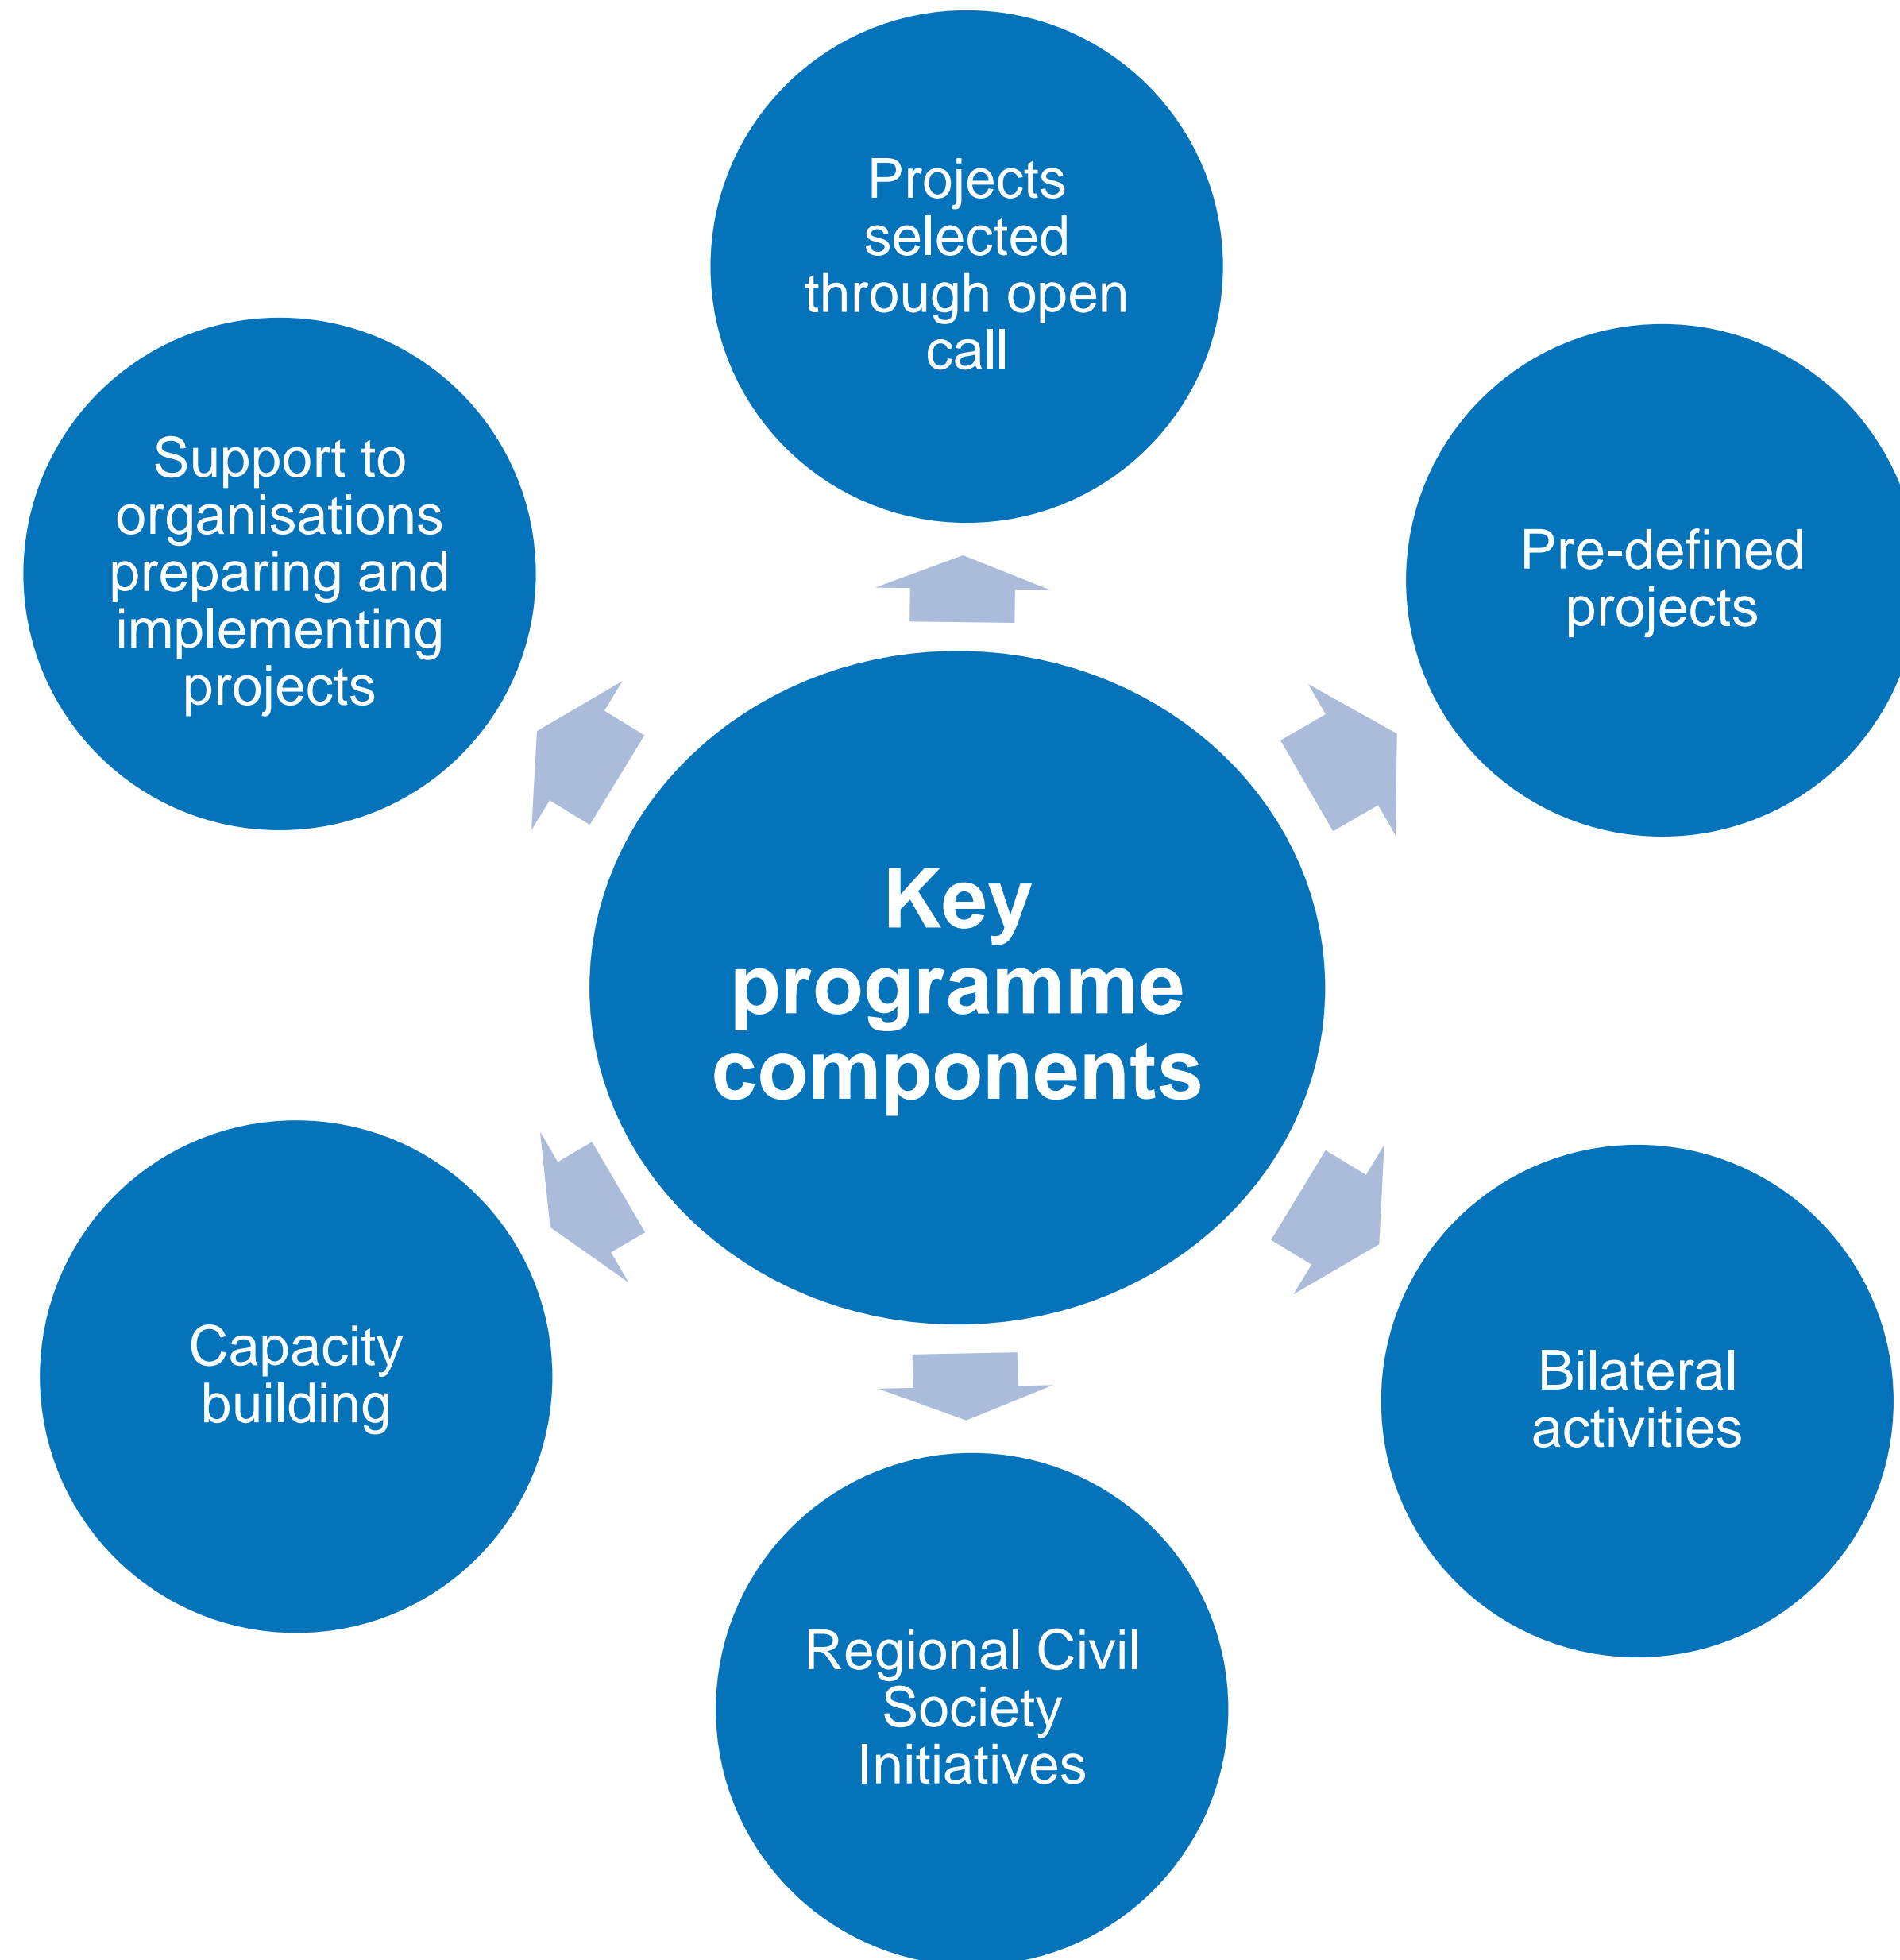 Projects
selected
through open
call
Support to
organisations
preparing and
implementing
projects
Pre-defined
projects
Key
programme
components
Capacity
building
Bilateral
activities
Regional Civil
Society
Initiatives